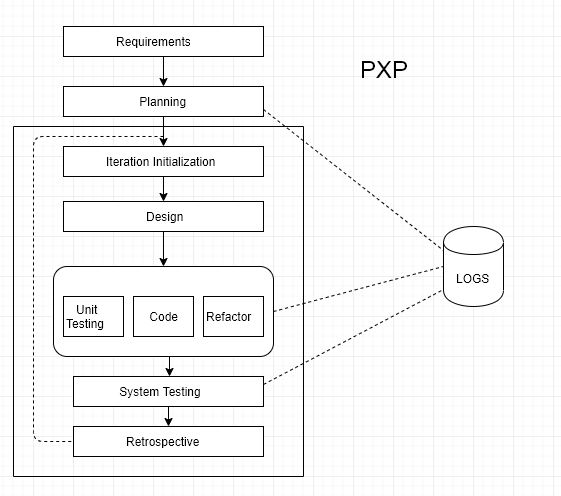 Requirements
PXP
Planning
Iteration Initialization
Design
LOGS
Unit
Testing
Code
Refactor
System Testing
Retrospective